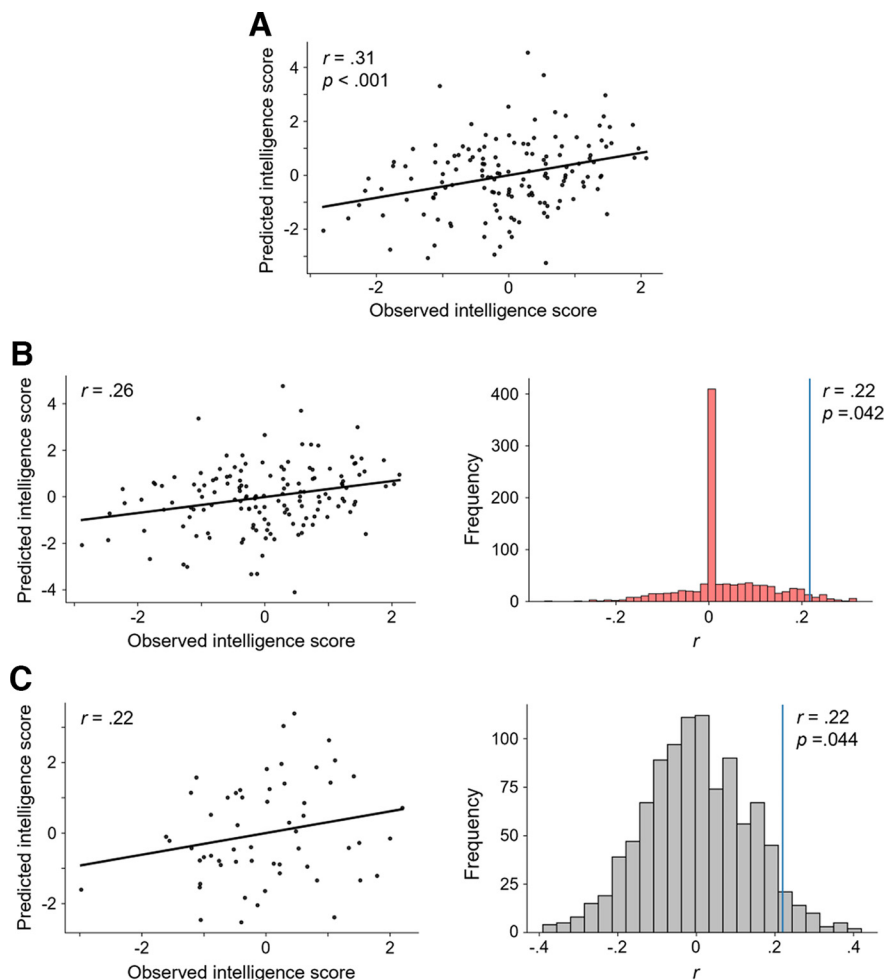 A
r = .31
p < .001
Predicted intelligence score
4
2
0
-2
-2
0
2
Observed intelligence score
B
r = .26
Predicted intelligence score
4
2
0
-2
-4
-2
0
2
Observed intelligence score
r = .22
p =.042
Frequency
400
300
200
100
0
-.2
0
.2
r
C
r = .22
Predicted intelligence score
2
0
-2
-2
0
2
Observed intelligence score
r = .22
p =.044
Frequency
100
75
50
25
0
-.4
-.2
0
.2
.4
r